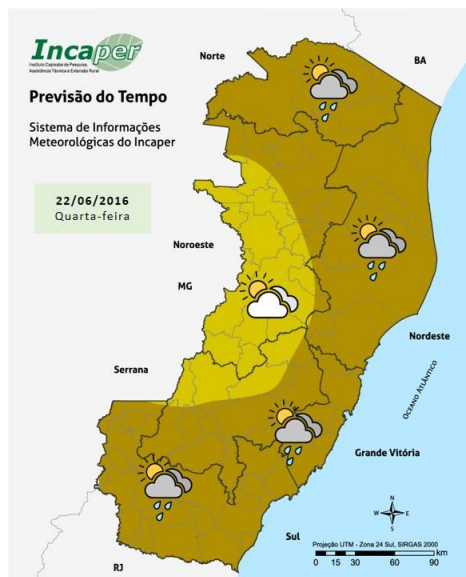 Incaper
Instituto Capixaba de Pesquisa,
Assistência Técnica e Extensão Rural
Previsão do Tempo
Sistema de Informações
Meteorológicas do Incaper
22/06/2016
Quarta-feira
Norte
BA
Noroeste
MG
Nordeste
Serrana
OCEANO ATLÂNTICO
Grande Vitória
N
W E
S
Sul
Projeção UTM - Zona 24 Sul, SIRGAS 2000
km
0 15 30 60 90
RJ